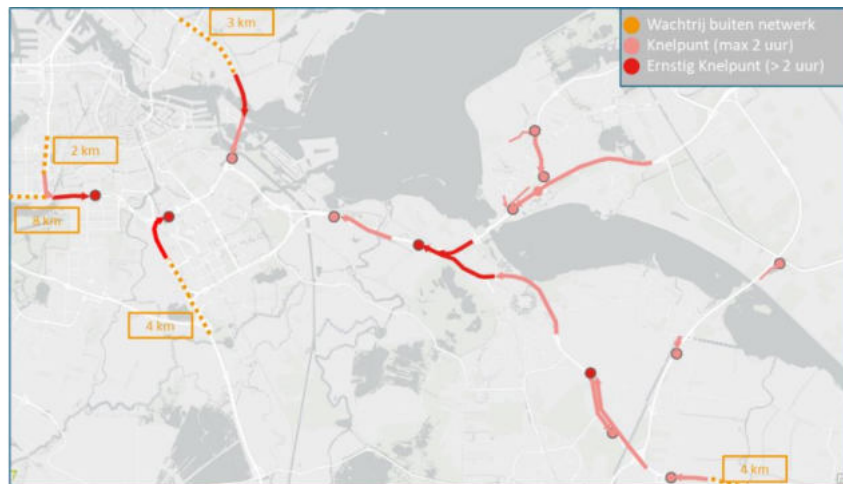 3 km
Wachtrij buiten netwerk
Knelpunt (max 2 uur)
Ernstig Knelpunt (> 2 uur)
2 km
8 km
4 km
4 km
7